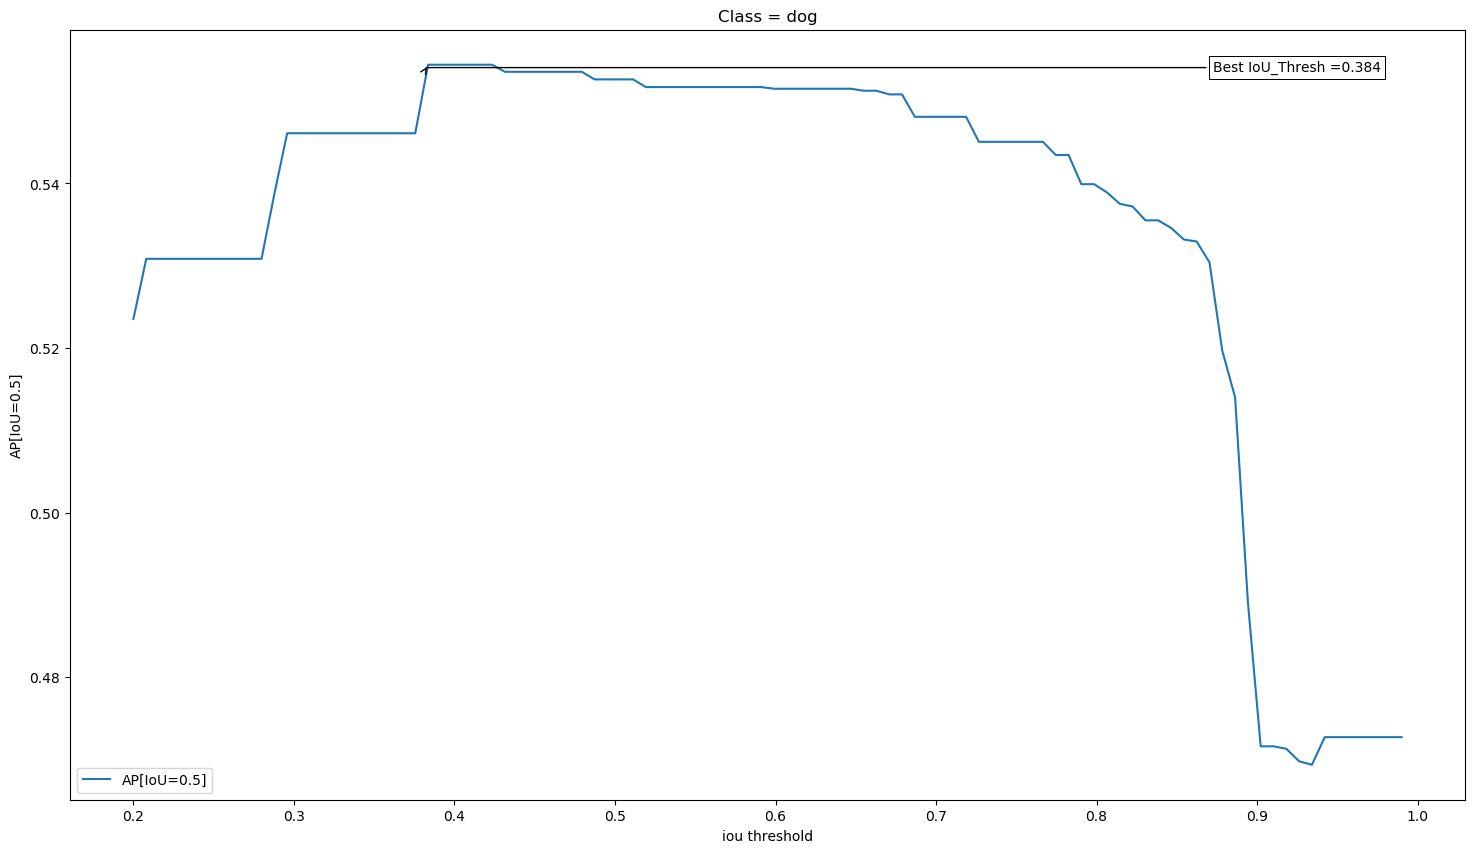 Class = dog
Best IoU_Thresh =0.384
0.54
0.52
0.50
0.48
AP[IoU=0.5]
AP[IoU=0.5]
0.2 0.3 0.4 0.5 0.6 0.7 0.8 0.9 1.0
iou threshold